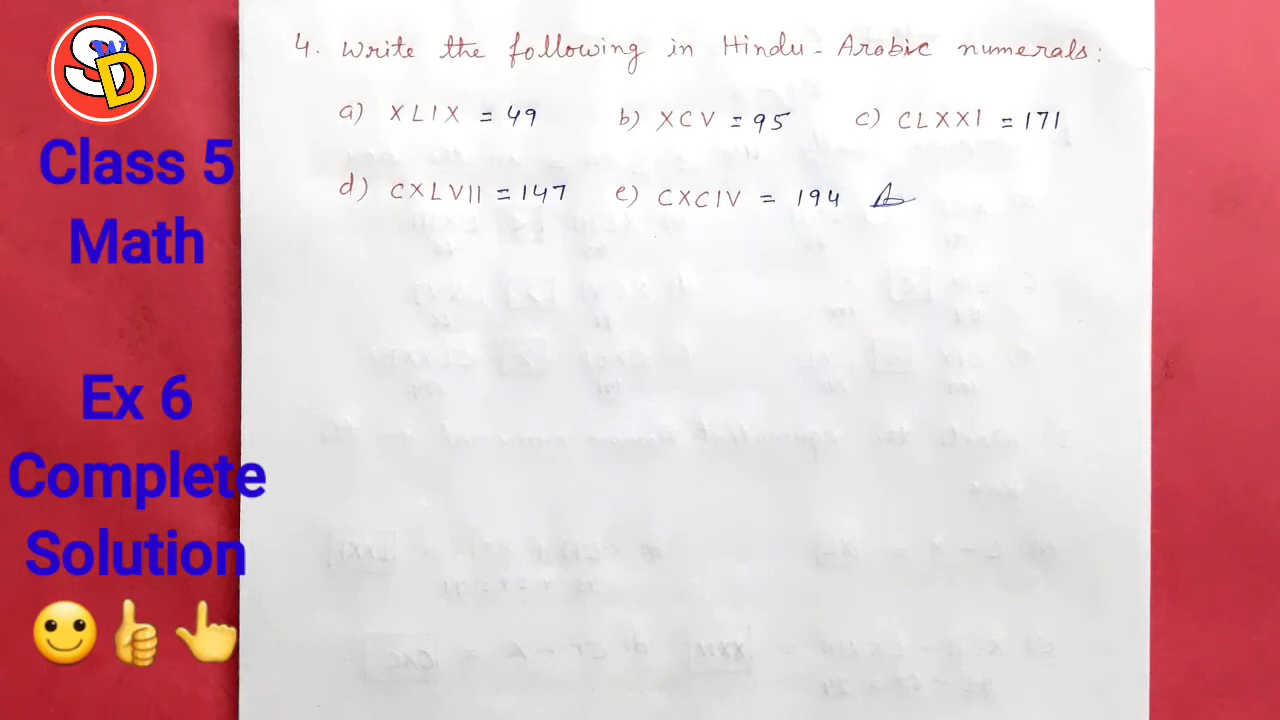 SWD
Class 5
Math
Ex 6
Complete
Solution
4. Write the following in Hindu-Arabic numerals:
a) XLIX = 49 b) XCV = 95 c) CLXXI = 171
d) CXLVII = 147 e) CXCIV = 194